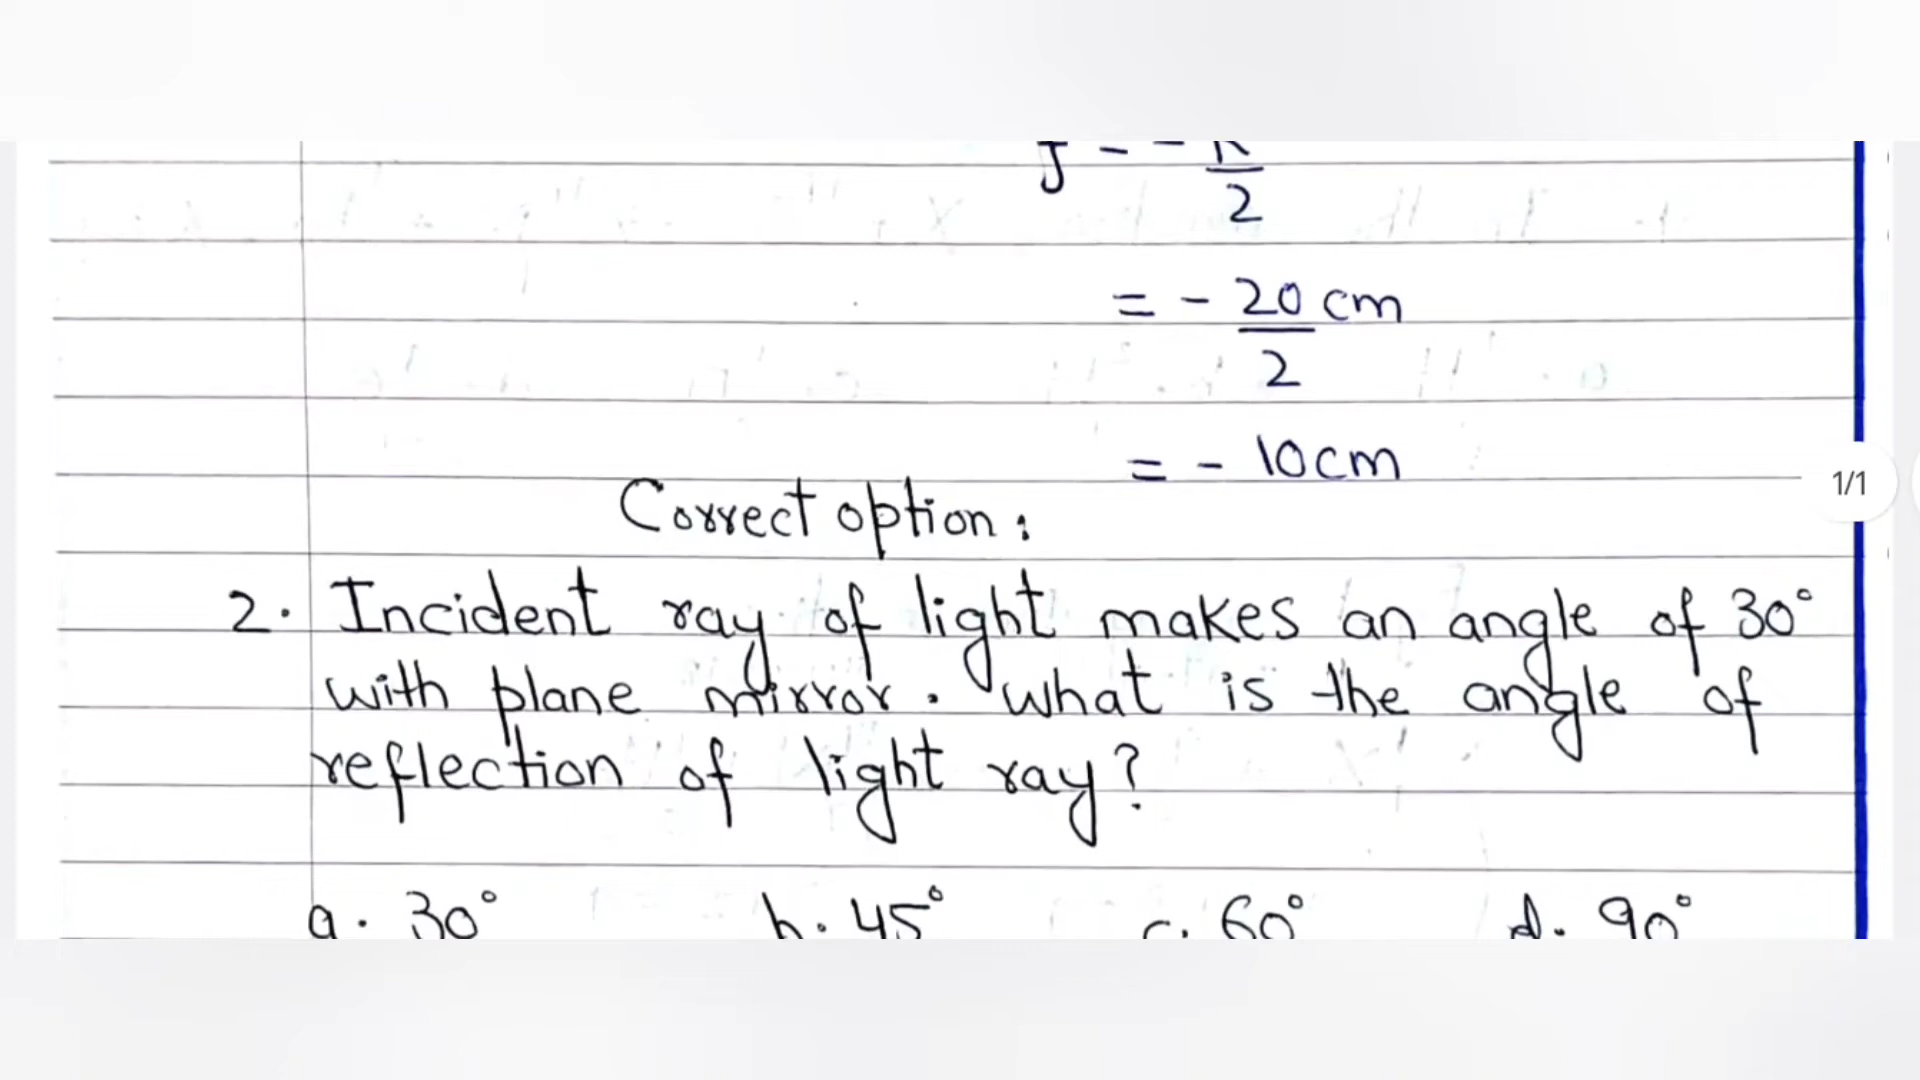 2
= - 20 cm
2
= - 10cm
Correct option:
1/1
2. Incident ray of light makes an angle of 30°
with plane mirror. What is the angle of
reflection of light ray?
a. 30° b. 45° c. 60° d. 90°